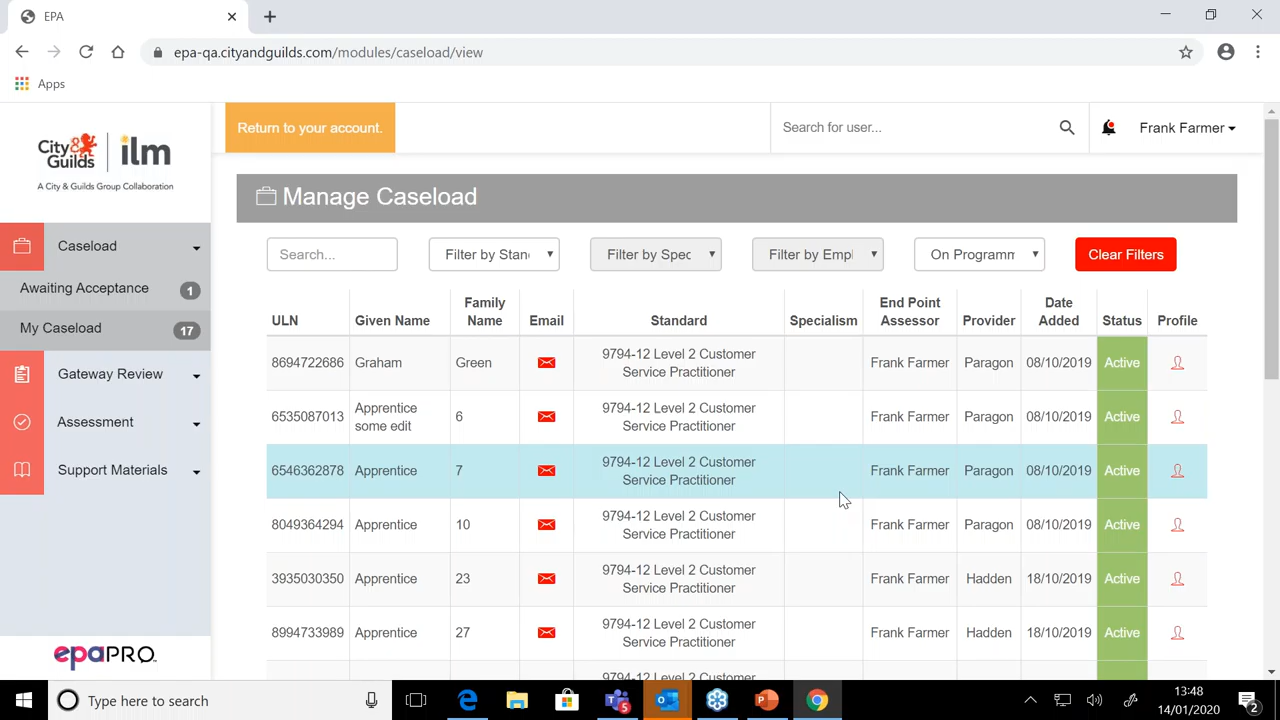 EPA
epa-qa.cityandguilds.com/modules/caseload/view
Apps
City & Guilds
ilm
A City & Guilds Group Collaboration
Return to your account.
Search for user...
Frank Farmer
Manage Caseload
Caseload
Awaiting Acceptance 1
My Caseload 17
Gateway Review
Assessment
Support Materials
epaPRO
Search...
Filter by Stan
Filter by Spec
Filter by Empl
On Programm
Clear Filters
ULN Given Name Family Name Email Standard Specialism End Point Assessor Provider Date Added Status Profile
8694722686 Graham Green 9794-12 Level 2 Customer Service Practitioner Frank Farmer Paragon 08/10/2019 Active
6535087013 Apprentice some edit 6 9794-12 Level 2 Customer Service Practitioner Frank Farmer Paragon 08/10/2019 Active
6546362878 Apprentice 7 9794-12 Level 2 Customer Service Practitioner Frank Farmer Paragon 08/10/2019 Active
8049364294 Apprentice 10 9794-12 Level 2 Customer Service Practitioner Frank Farmer Paragon 08/10/2019 Active
3935030350 Apprentice 23 9794-12 Level 2 Customer Service Practitioner Frank Farmer Hadden 18/10/2019 Active
8994733989 Apprentice 27 9794-12 Level 2 Customer Service Practitioner Frank Farmer Hadden 18/10/2019 Active
Type here to search
5
13:48
14/01/2020
2